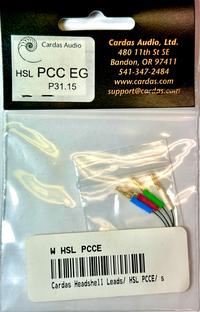 Cardas Audio
HSL PCC EG
P31.15
Cardas Audio, Ltd.
480 11th St SE
Bandon, OR 97411
541-347-2484
www.cardas.com
support@cardas.com
W HSL PCCE
Cardas Headshell Leads/ HSL PCCE/ s